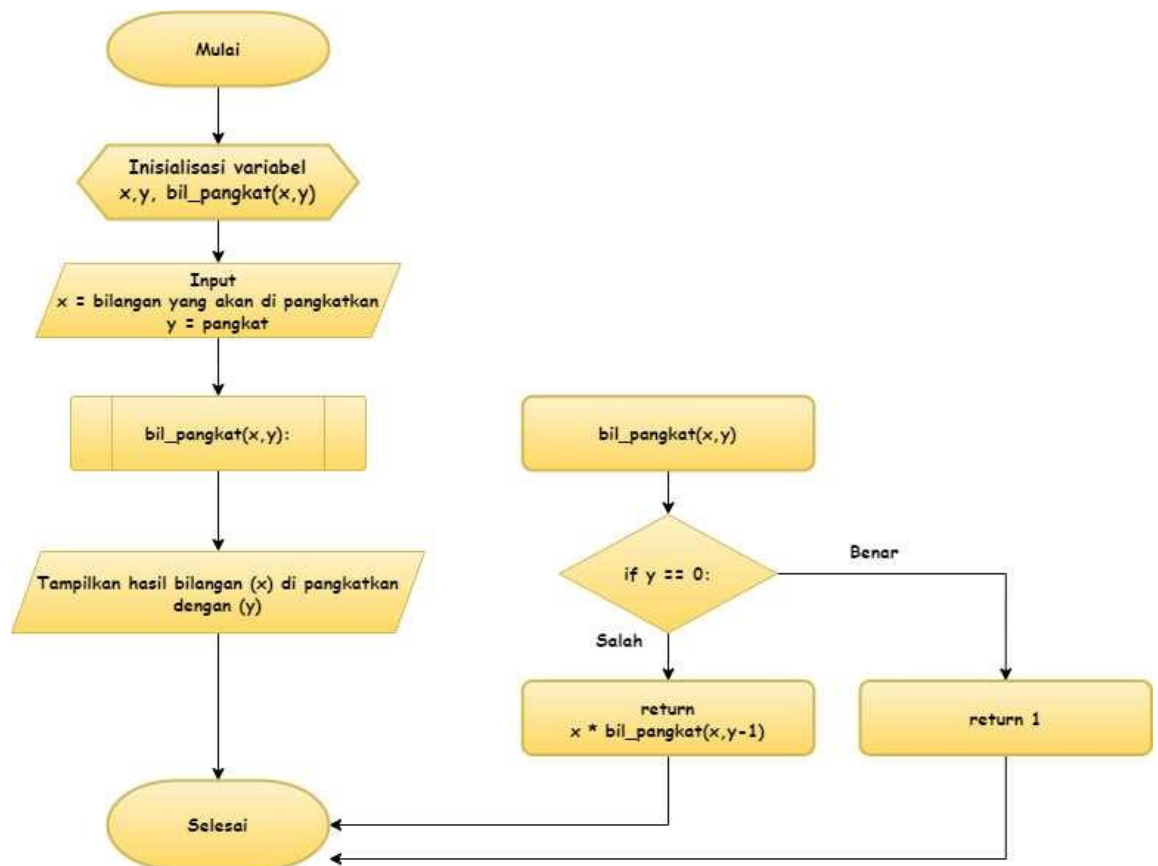 Mulai
Inisialisasi variabel
x,y, bil_pangkat(x,y)
Input
x = bilangan yang akan di pangkatkan
y = pangkat
bil_pangkat(x,y):
Tampilkan hasil bilangan (x) di pangkatkan
dengan (y)
Selesai
bil_pangkat(x,y)
if y == 0:
Benar
Salah
return
x * bil_pangkat(x,y-1)
return 1